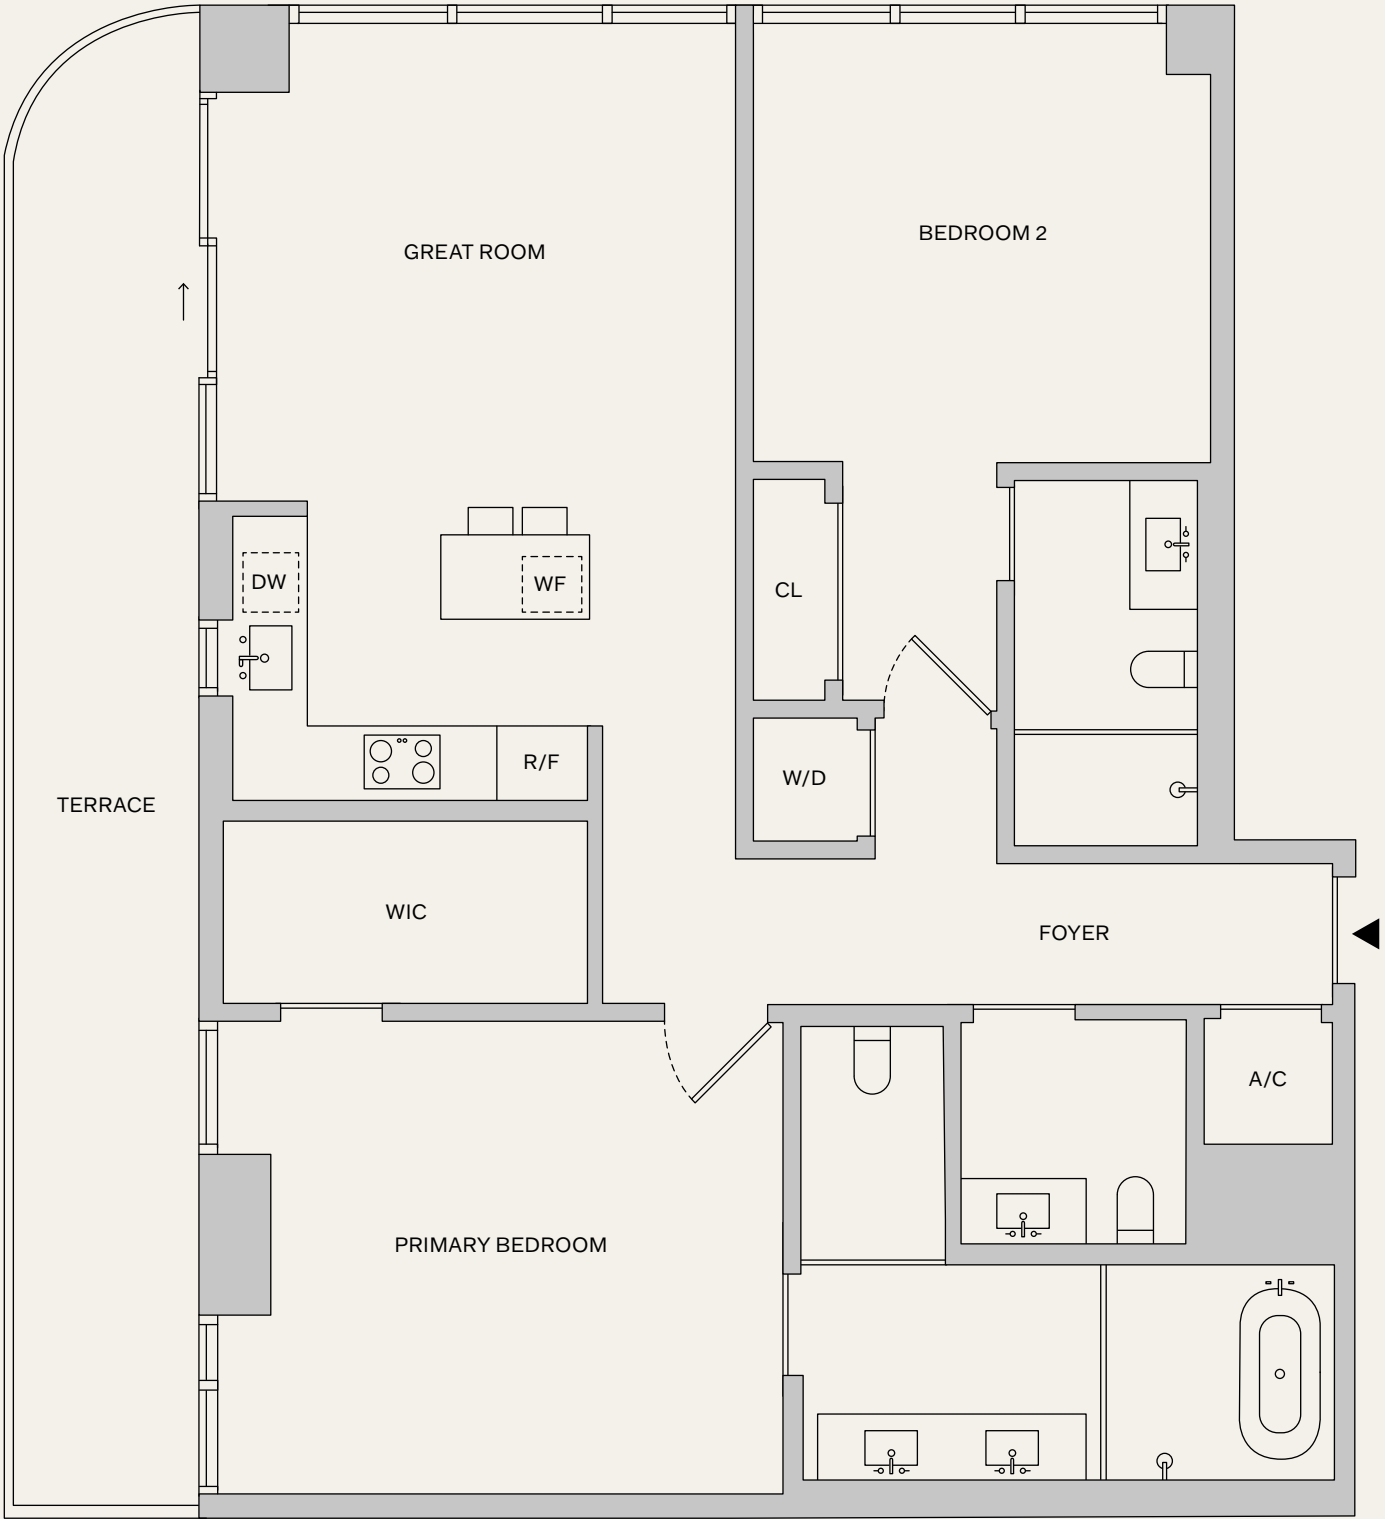 BEDROOM 2
GREAT ROOM
DW
WF
CL
R/F
W/D
TERRACE
WIC
FOYER
A/C
PRIMARY BEDROOM